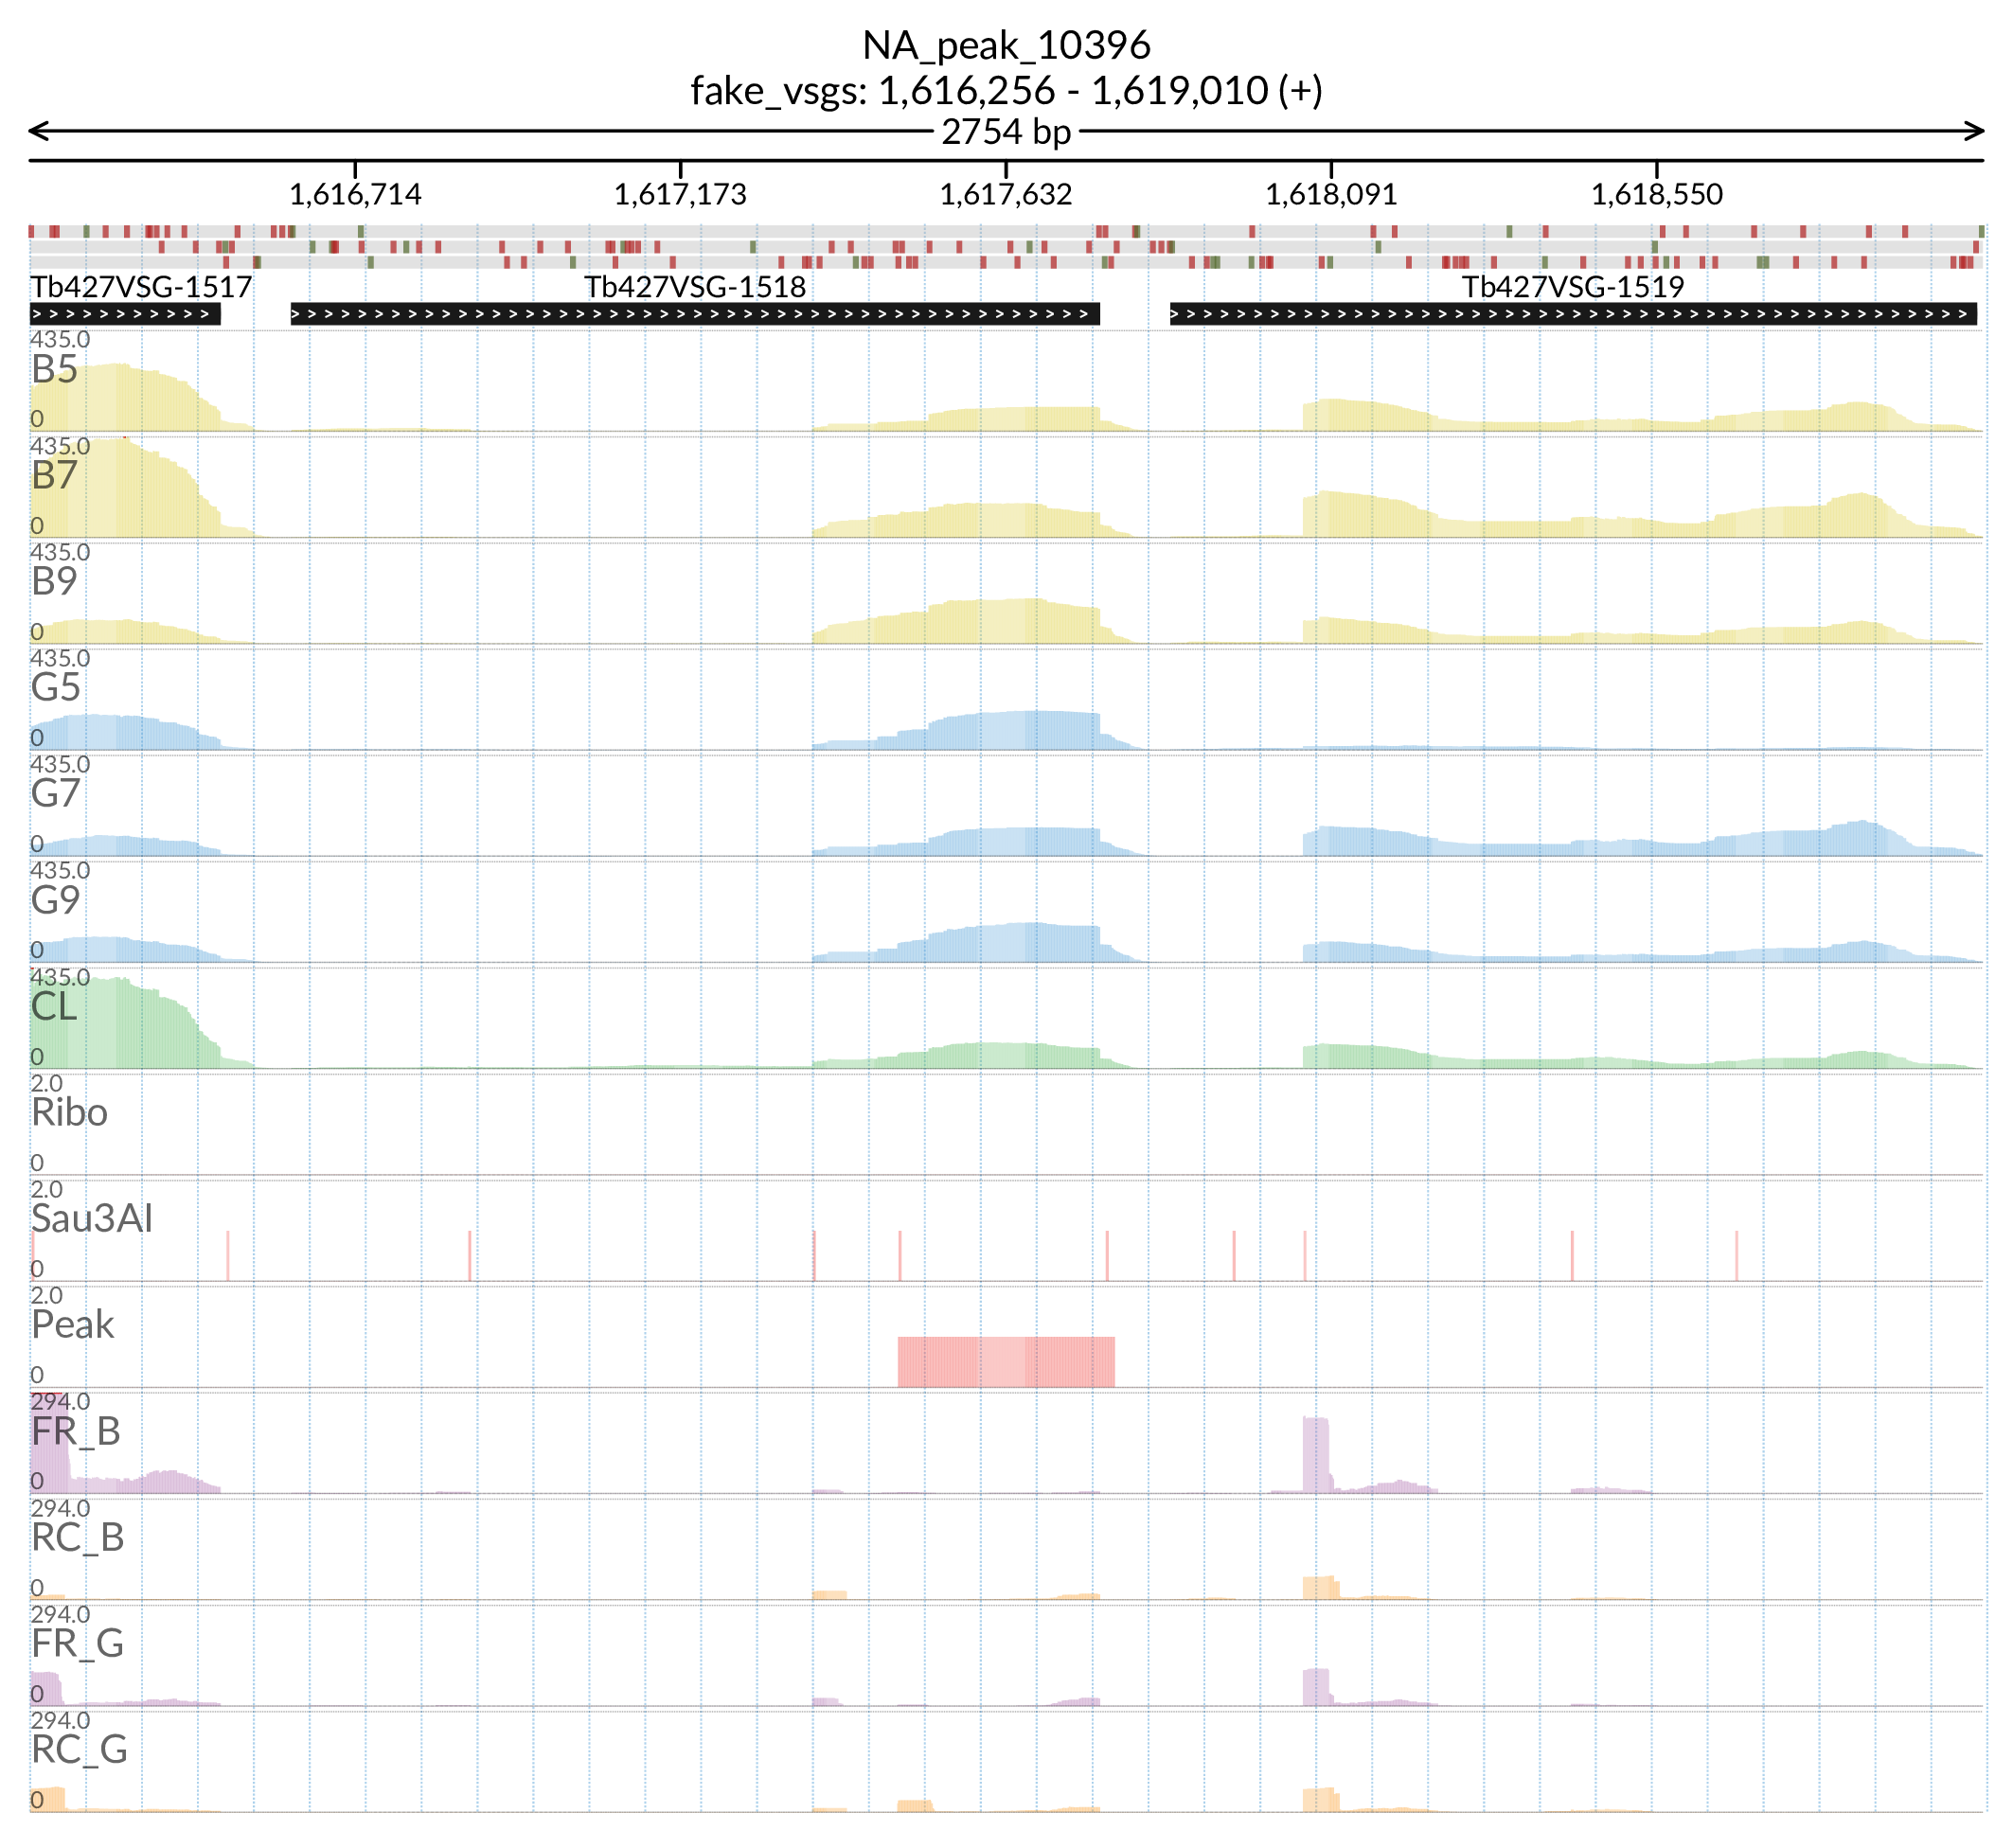 NA_peak_10396
fake_vsgs: 1,616,256 - 1,619,010 (+)
2754 bp
1,616,714 1,617,173 1,617,632 1,618,091 1,618,550
Tb427VSG-1517 Tb427VSG-1518 Tb427VSG-1519
435.0
B5
0
435.0
B7
0
435.0
B9
0
435.0
G5
0
435.0
G7
0
435.0
G9
0
435.0
CL
0
2.0
Ribo
0
2.0
Sau3AI
0
2.0
Peak
0
294.0
FR_B
0
294.0
RC_B
0
294.0
FR_G
0
294.0
RC_G
0